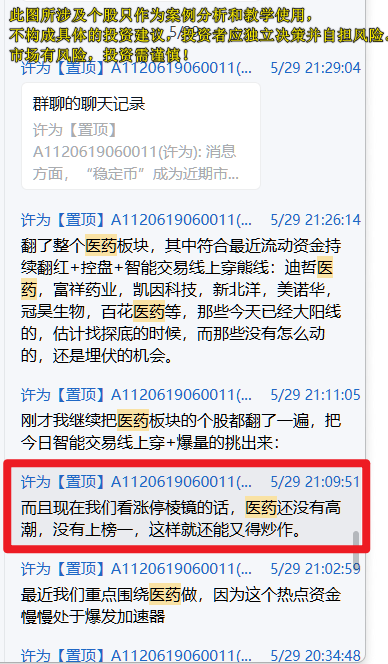 此图所涉及个股只作为案例分析和教学使用，
不构成具体的投资建议，投资者应独立决策并自担风险。
市场有风险，投资需谨慎！
许为【置顶】A1120619060011(... 5/29 21:29:04
群聊的聊天记录
许为【置顶】
A1120619060011(许为): 消息
方面，“稳定币”成为近期市...
许为【置顶】A1120619060011(... 5/29 21:26:14
翻了整个医药板块，其中符合最近流动资金持
续翻红+控盘+智能交易线上穿能线：迪哲医
药，富祥药业，凯因科技，新北洋，美诺华，
冠昊生物，百花医药等，那些今天已经大阳线
的，估计找探底的时候，而那些没有怎么动
的，还是埋伏的机会。
许为【置顶】A1120619060011(... 5/29 21:11:05
刚才我继续把医药板块的个股都翻了一遍，把
今日智能交易线上穿+爆量的挑出来：
许为【置顶】A1120619060011(... 5/29 21:09:51
而且现在我们看涨停棱镜的话，医药还没有高
潮，没有上榜一，这样就还能又得炒作。
许为【置顶】A1120619060011(... 5/29 21:02:59
最近我们重点围绕医药做，因为这个热点资金
慢慢处于爆发加速器
许为【置顶】A1120619060011(... 5/29 20:34:48